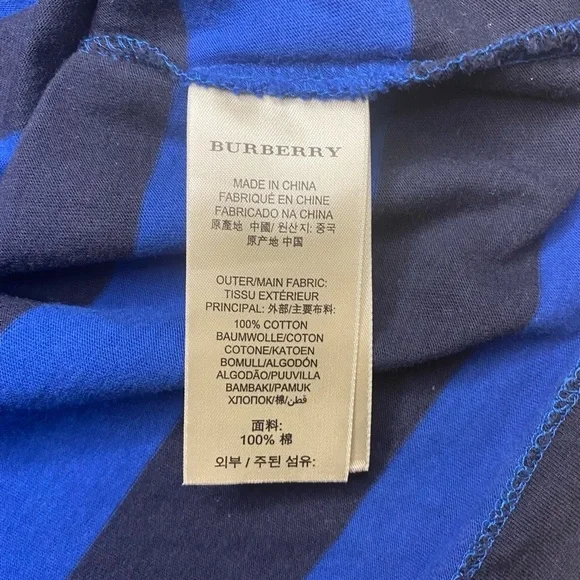 BURBERRY
MADE IN CHINA
FABRIQUÉ EN CHINE
FABRICADO NA CHINA
原產地 中國/ 원산지: 중국
原产地 中国
OUTER/MAIN FABRIC:
TISSU EXTÉRIEUR
PRINCIPAL: 外部/主要布料:
100% COTTON
BAUMWOLLE/COTON
COTONE/KATOEN
BOMULL/ALGODÓN
ALGODÃO/PUUVILLA
BAMBAKI/PAMUK
ХЛОПОК/棉/قطن
面料:
100% 棉
외부 / 주된 섬유: